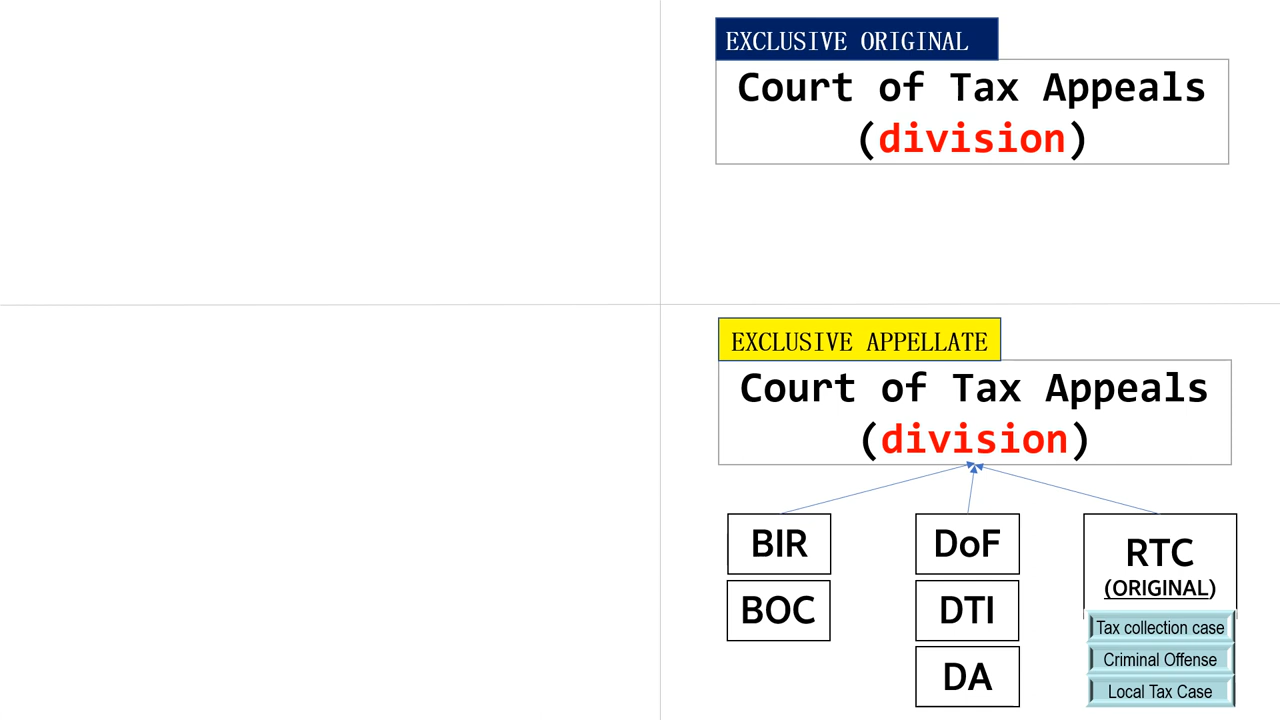 EXCLUSIVE ORIGINAL
Court of Tax Appeals
(division)
EXCLUSIVE APPELLATE
Court of Tax Appeals
(division)
BIR
BOC
DoF
DTI
DA
RTC
(ORIGINAL)
Tax collection case
Criminal Offense
Local Tax Case